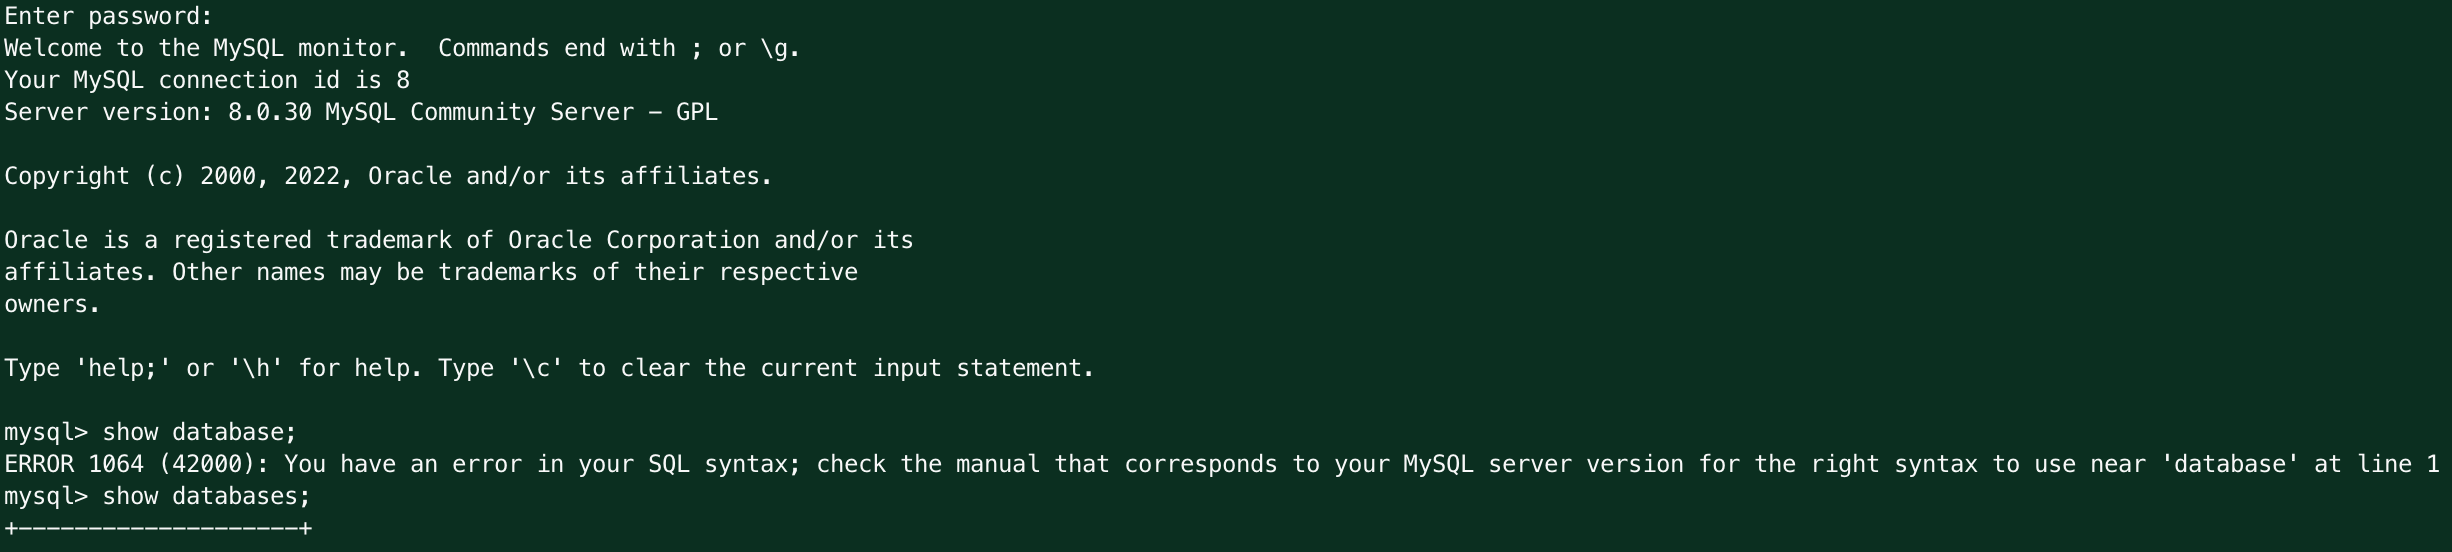 Enter password:
Welcome to the MySQL monitor.  Commands end with ; or \g.
Your MySQL connection id is 8
Server version: 8.0.30 MySQL Community Server - GPL

Copyright (c) 2000, 2022, Oracle and/or its affiliates.

Oracle is a registered trademark of Oracle Corporation and/or its
affiliates. Other names may be trademarks of their respective
owners.

Type 'help;' or '\h' for help. Type '\c' to clear the current input statement.

mysql> show database;
ERROR 1064 (42000): You have an error in your SQL syntax; check the manual that corresponds to your MySQL server version for the right syntax to use near 'database' at line 1
mysql> show databases;
+--------------------+